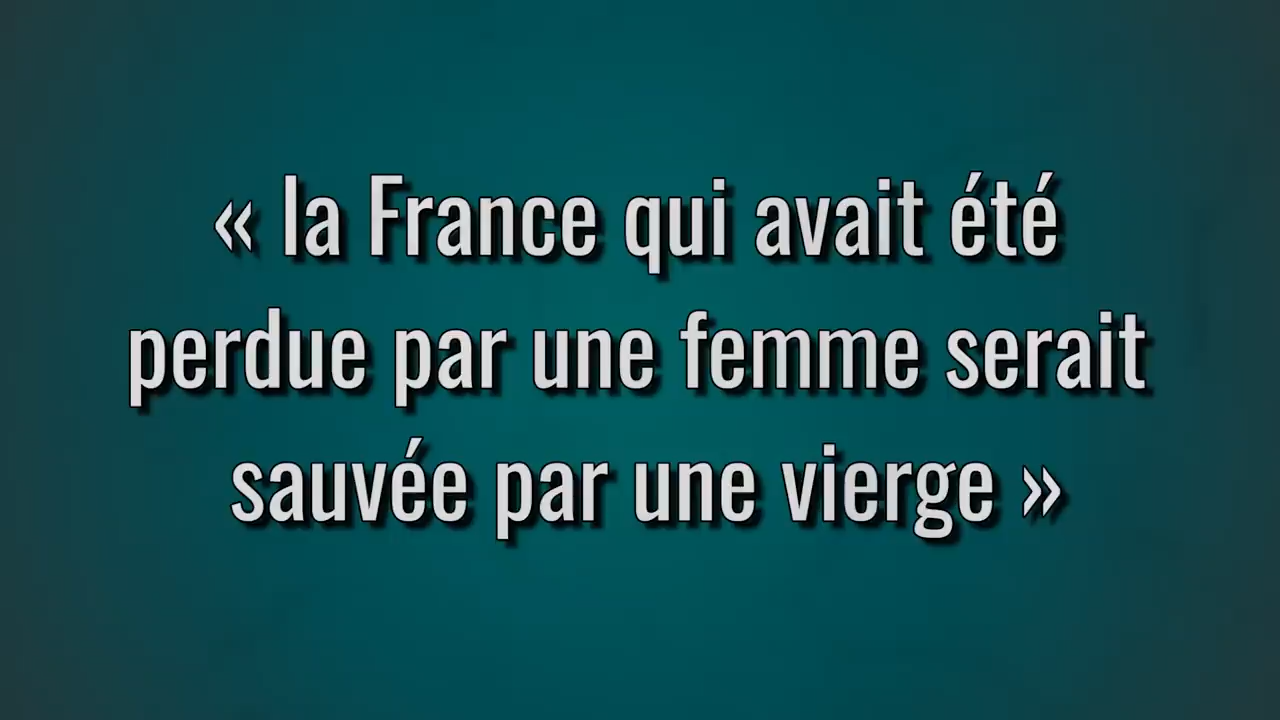 « la France qui avait été
perdue par une femme serait
sauvée par une vierge »